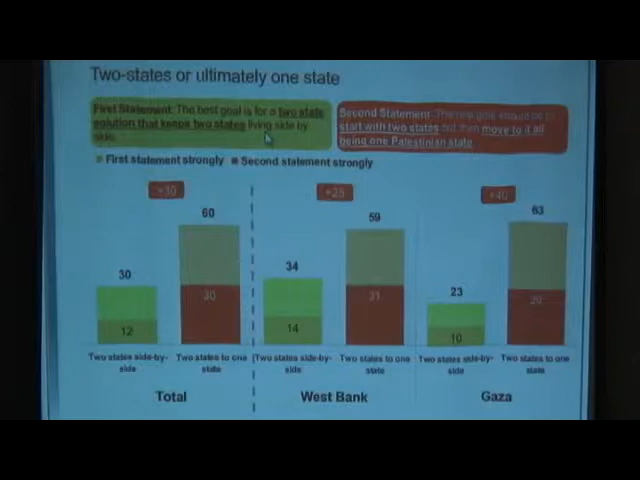 Two-states or ultimately one state
First Statement: The best goal is for a two state
solution that keeps two states living side by
side.
Second Statement: The real goal should be to
start with two states but then move to it all
being one Palestinian state.
First statement strongly Second statement strongly
+30 +25 +40
30 60 34 59 23 63
12 30 14 31 10 29
Two states side-by-side Two states to one state Two states side-by-side Two states to one state Two states side-by-side Two states to one state
Total West Bank Gaza